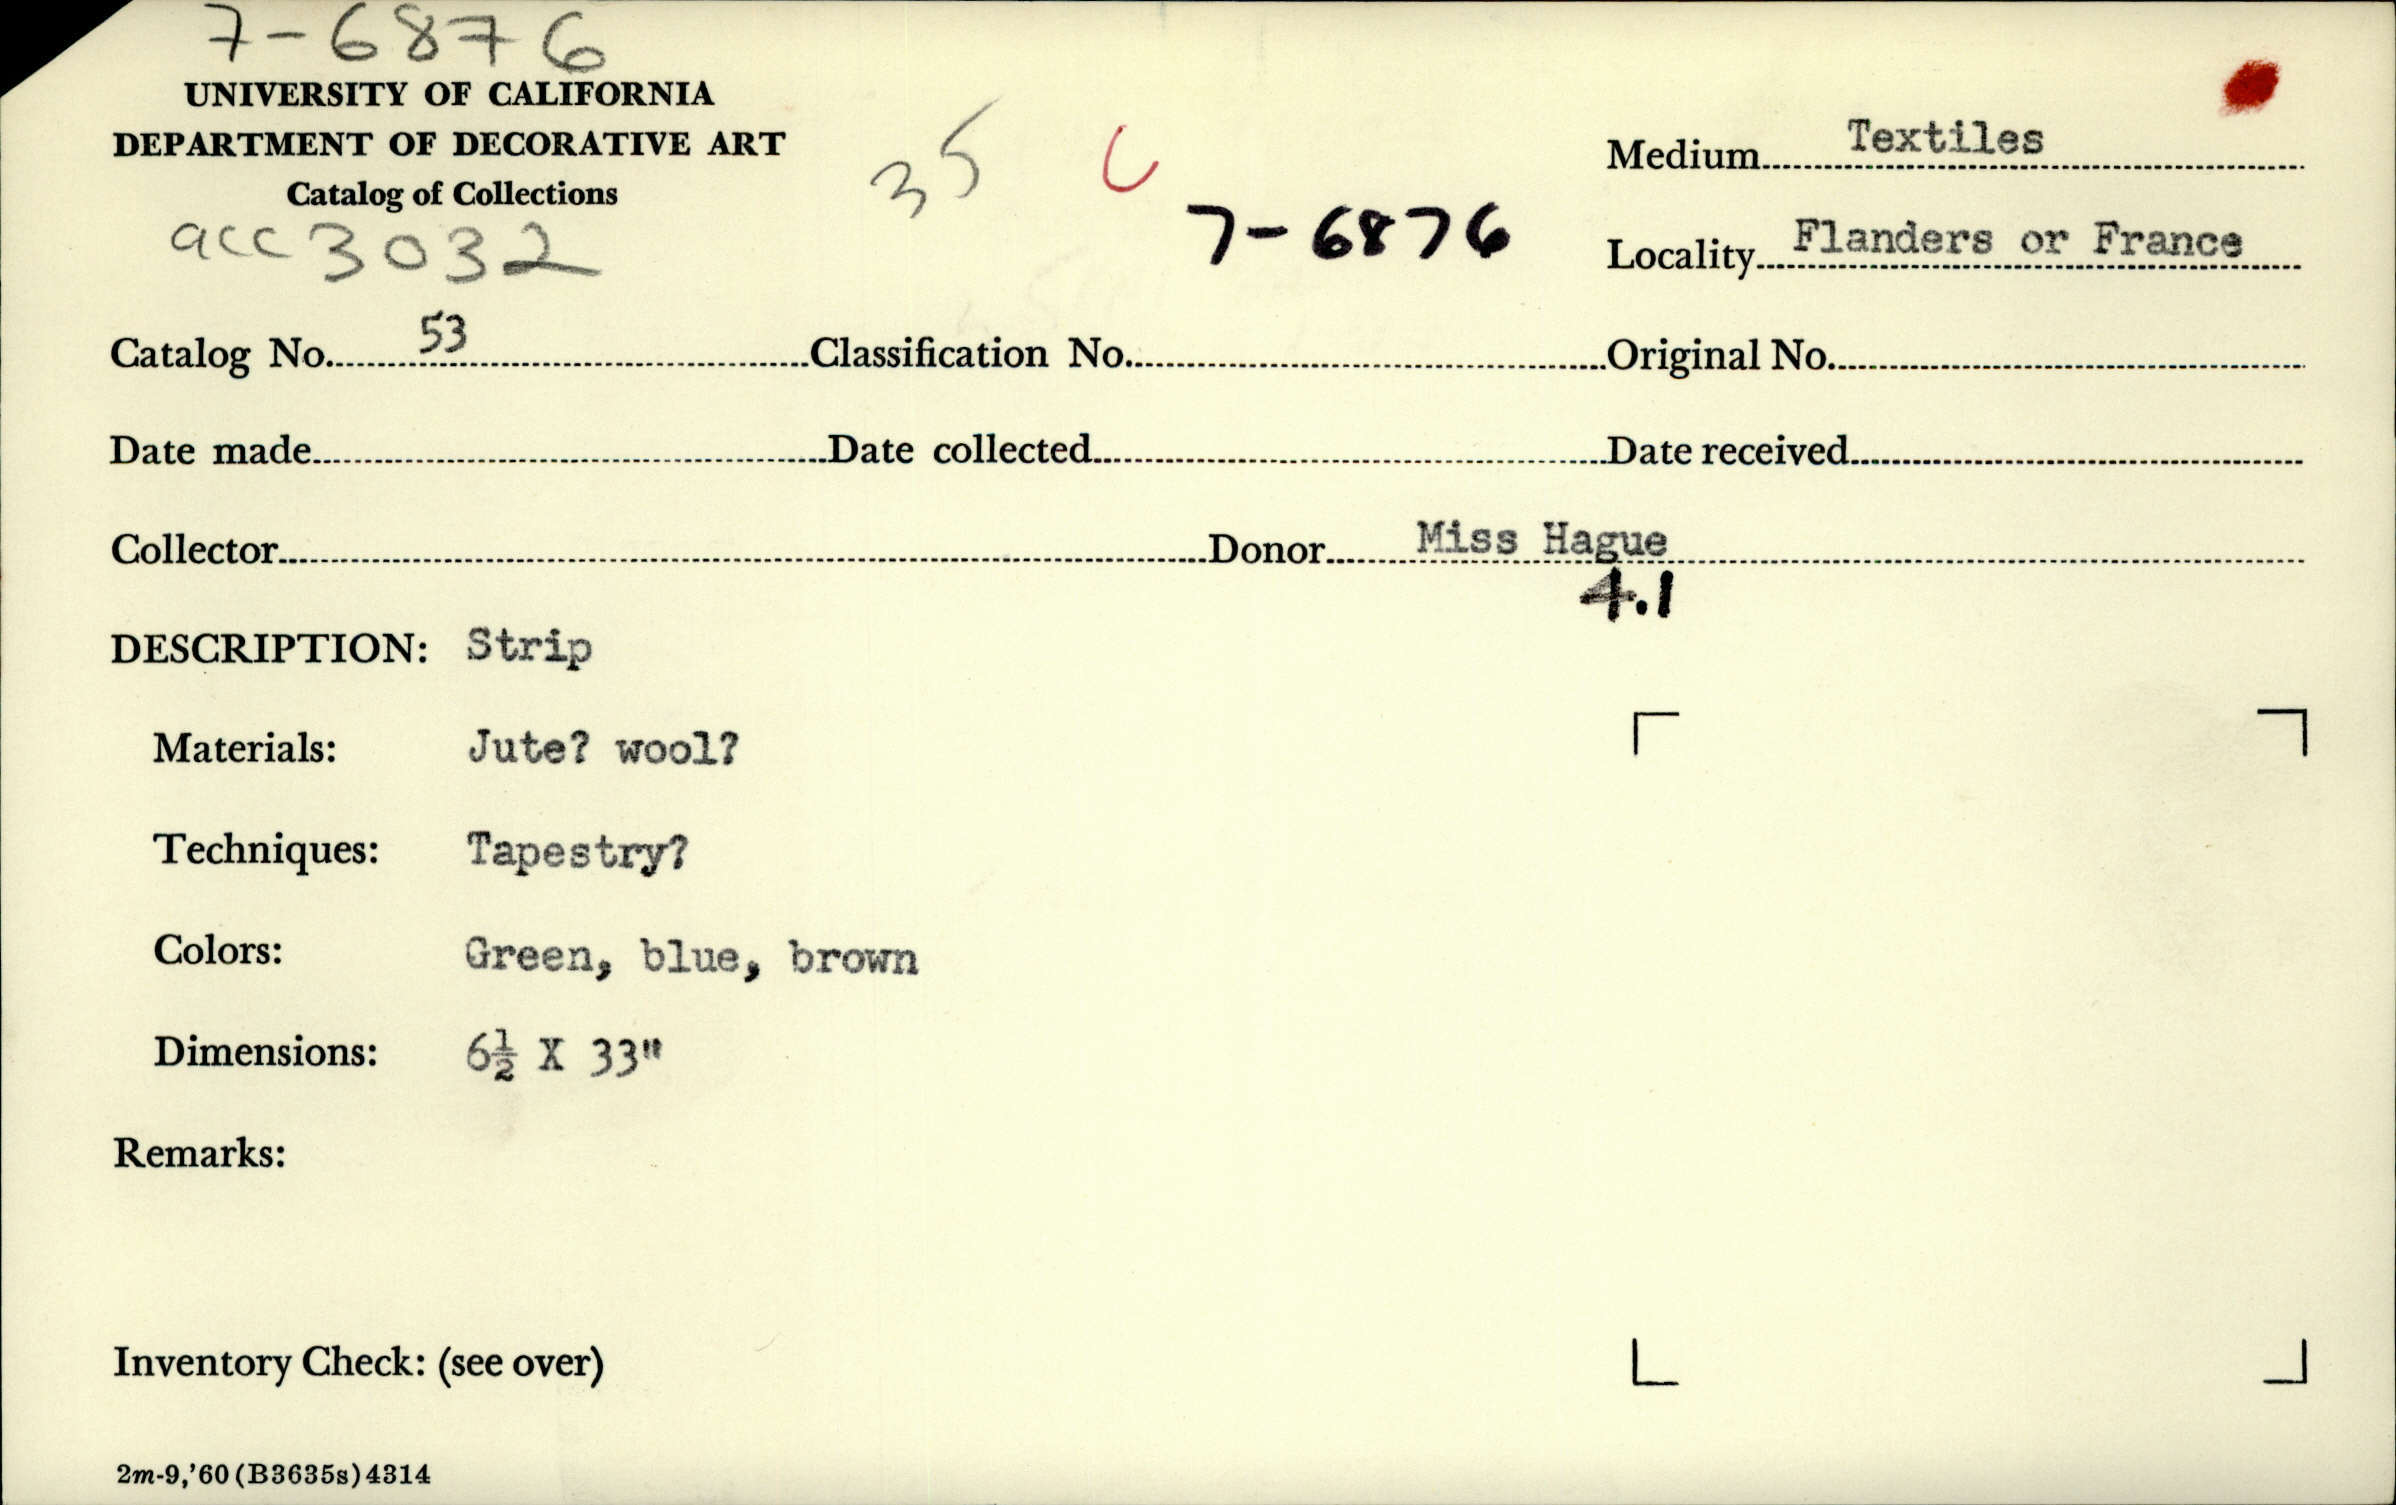 7-6876
UNIVERSITY OF CALIFORNIA
DEPARTMENT OF DECORATIVE ART
Catalog of Collections
acc 3032
35
C
7-6876
Medium Textiles
Locality Flanders or France
Catalog No. 53 Classification No. Original No.
Date made Date collected Date received
Collector Donor Miss Hague
4.1
DESCRIPTION: Strip
Materials: Jute? wool?
Techniques: Tapestry?
Colors: Green, blue, brown
Dimensions: 6½ X 33"
Remarks:
Inventory Check: (see over)
2m-9,'60 (B3635s) 4314